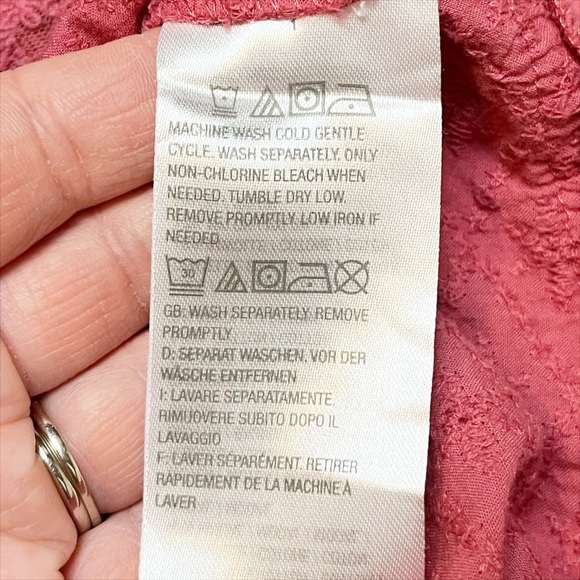 MACHINE WASH COLD GENTLE
CYCLE. WASH SEPARATELY. ONLY
NON-CHLORINE BLEACH WHEN
NEEDED. TUMBLE DRY LOW.
REMOVE PROMPTLY. LOW IRON IF
NEEDED
30
GB: WASH SEPARATELY. REMOVE
PROMPTLY
D: SEPARAT WASCHEN. VOR DER
WÄSCHE ENTFERNEN
I: LAVARE SEPARATAMENTE.
RIMUOVERE SUBITO DOPO IL
LAVAGGIO
F: LAVER SÉPARÉMENT. RETIRER
RAPIDEMENT DE LA MACHINE À
LAVER